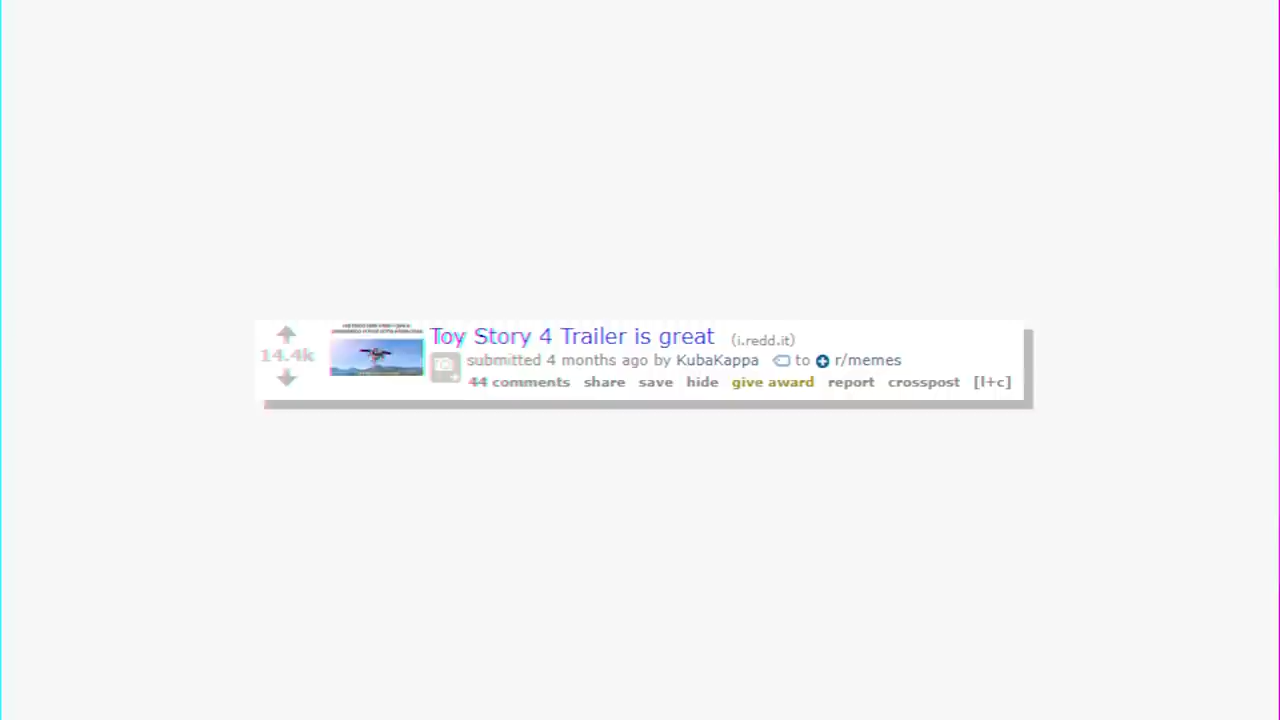 14.4k
Toy Story 4 Trailer is great (i.redd.it)
submitted 4 months ago by KubaKappa to r/memes
44 comments share save hide give award report crosspost [l+c]